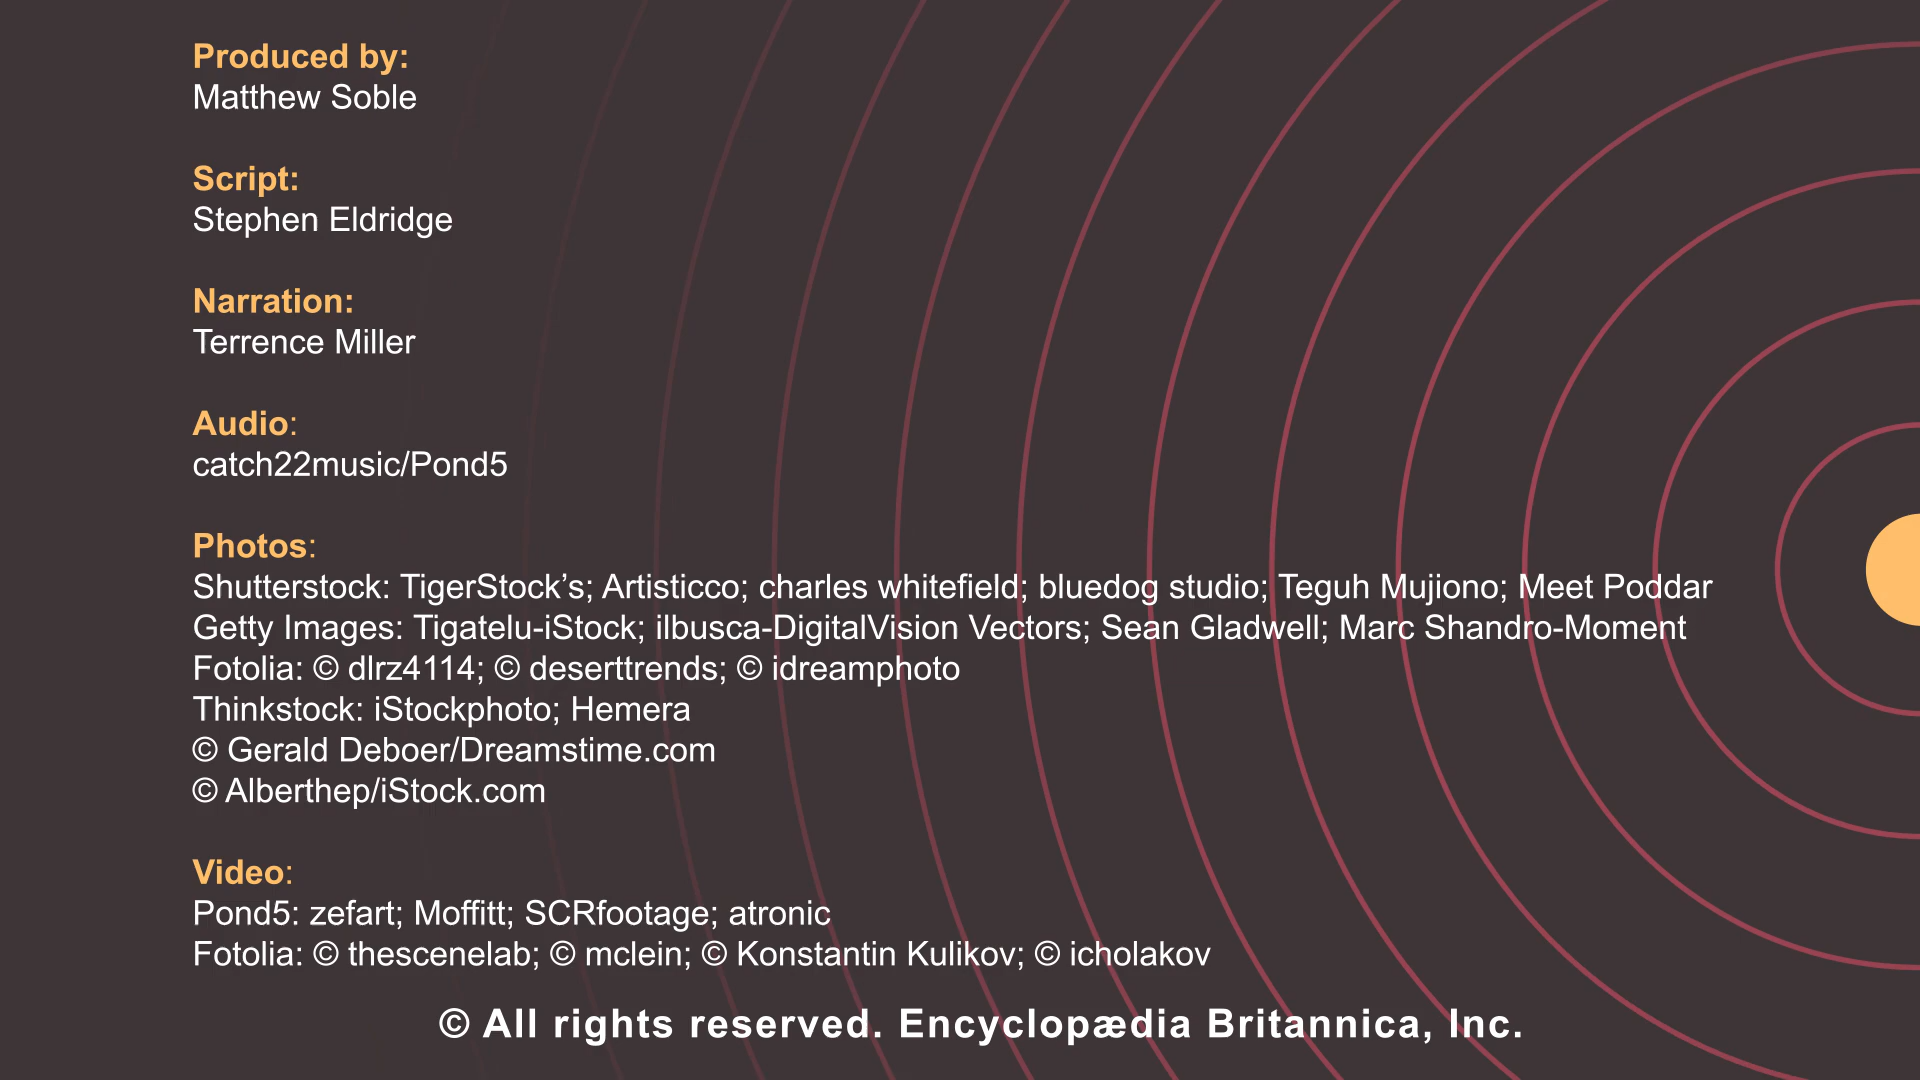 Produced by:
Matthew Soble
Script:
Stephen Eldridge
Narration:
Terrence Miller
Audio:
catch22music/Pond5
Photos:
Shutterstock: TigerStock’s; Artisticco; charles whitefield; bluedog studio; Teguh Mujiono; Meet Poddar
Getty Images: Tigatelu-iStock; ilbusca-DigitalVision Vectors; Sean Gladwell; Marc Shandro-Moment
Fotolia: © dlrz4114; © deserttrends; © idreamphoto
Thinkstock: iStockphoto; Hemera
© Gerald Deboer/Dreamstime.com
© Alberthep/iStock.com
Video:
Pond5: zefart; Moffitt; SCRfootage; atronic
Fotolia: © thescenelab; © mclein; © Konstantin Kulikov; © icholakov
© All rights reserved. Encyclopædia Britannica, Inc.